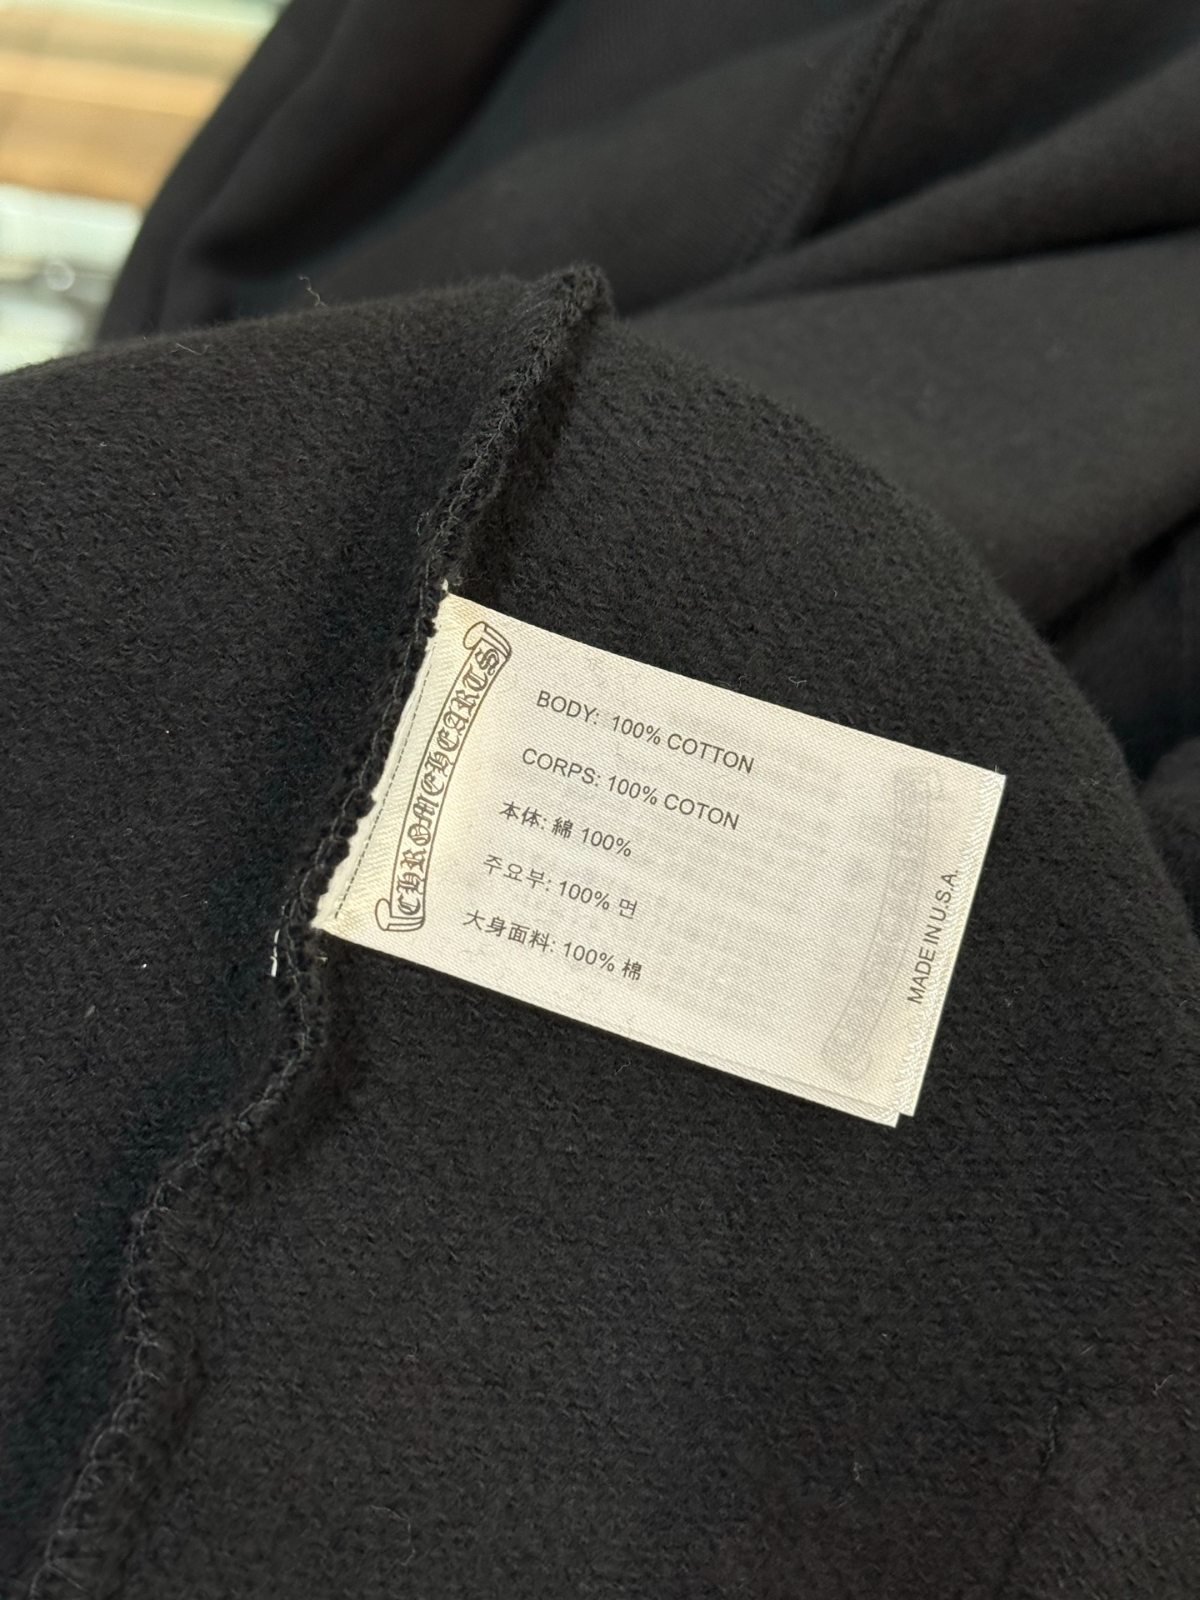 CHROME HEARTS
BODY: 100% COTTON
CORPS: 100% COTON
本体: 綿 100%
주요부: 100% 면
大身面料: 100% 棉
MADE IN U.S.A.